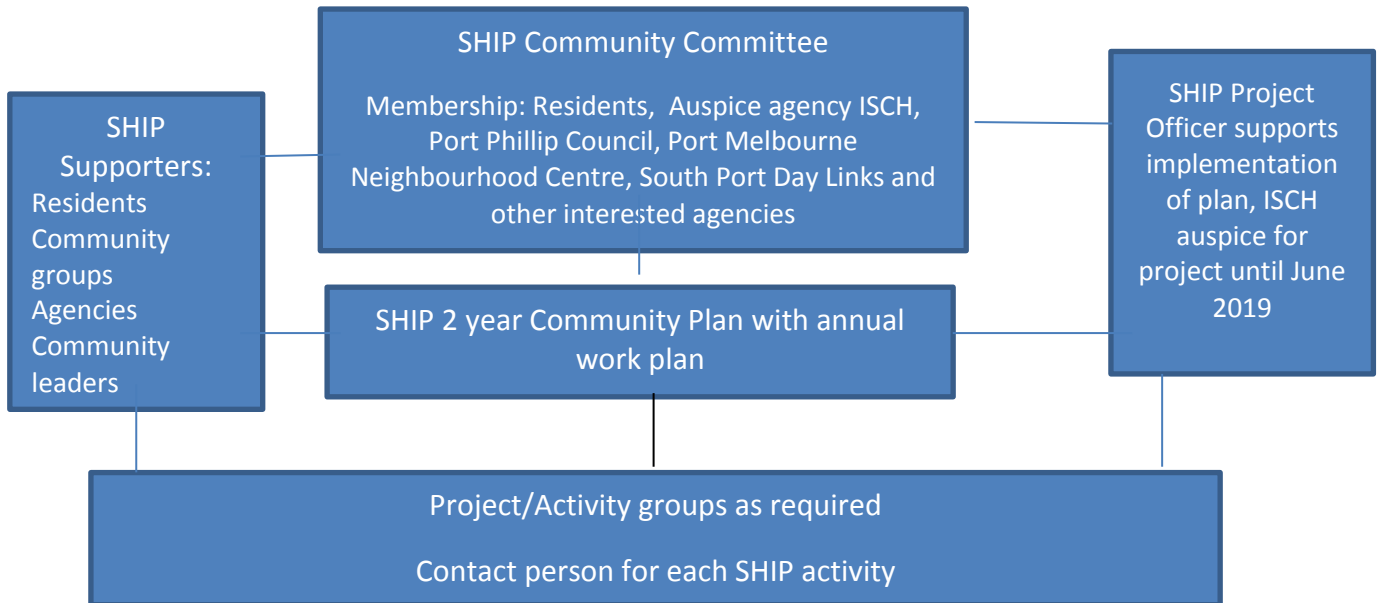 SHIP Community Committee
Membership: Residents, Auspice agency ISCH,
Port Phillip Council, Port Melbourne
Neighbourhood Centre, South Port Day Links and
other interested agencies
SHIP
Supporters:
Residents
Community
groups
Agencies
Community
leaders
SHIP Project
Officer supports
implementation
of plan, ISCH
auspice for
project until June
2019
SHIP 2 year Community Plan with annual
work plan
Project/Activity groups as required
Contact person for each SHIP activity